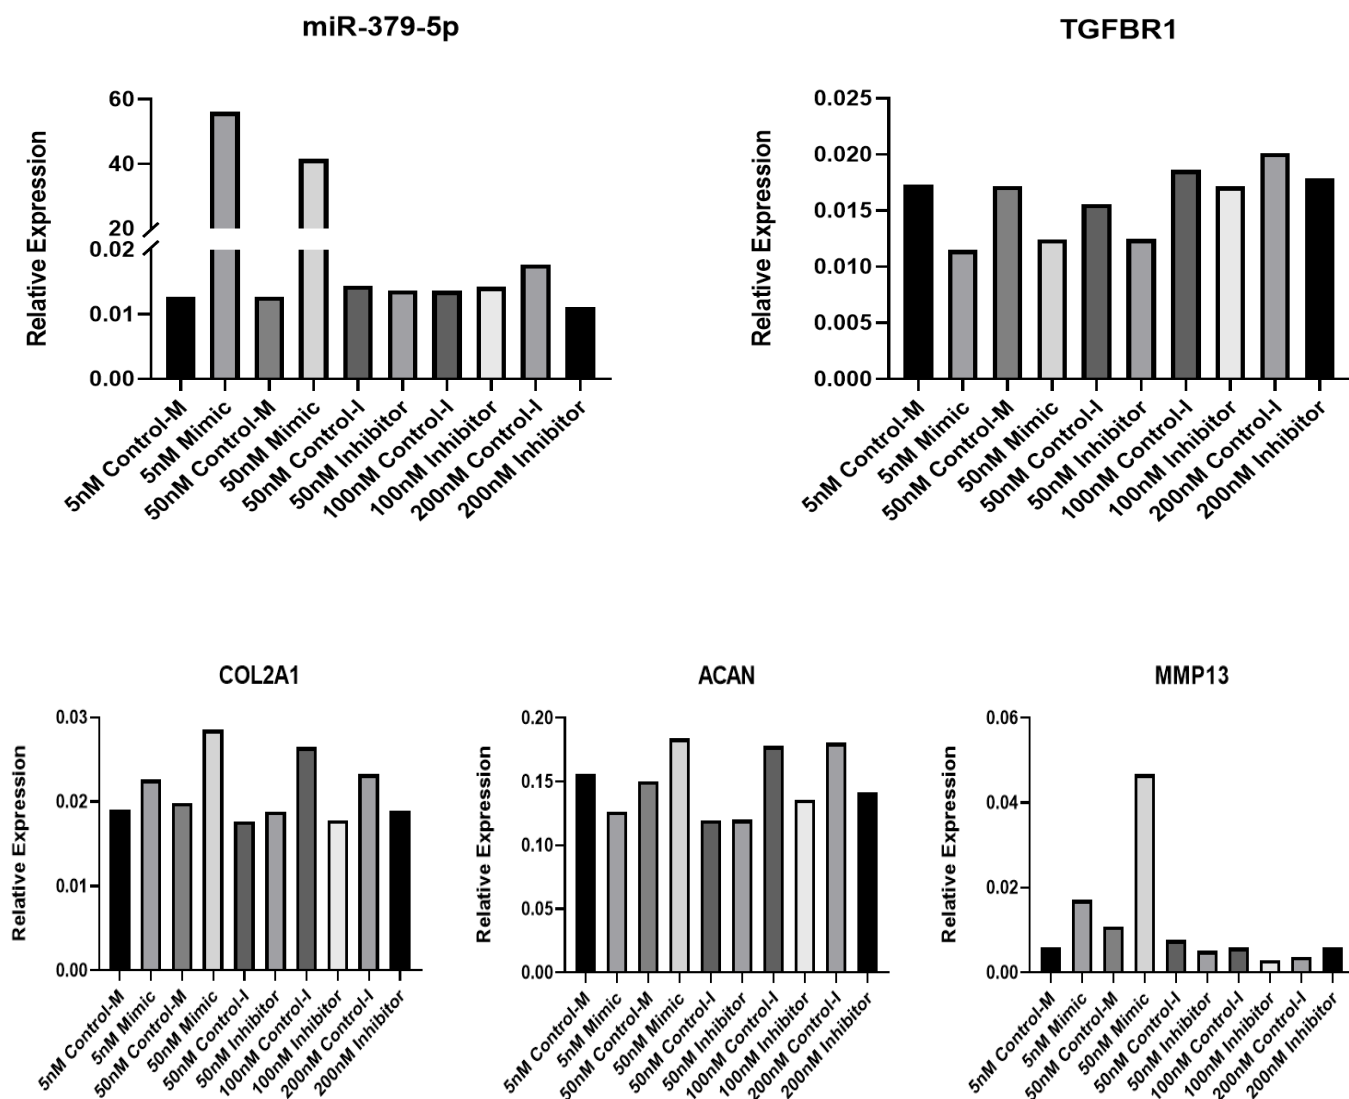 miR-379-5p
Relative Expression
60
40
20
0.02
0.01
0.00
5nM Control-M
5nM Mimic
50nM Control-M
50nM Mimic
50nM Control-I
50nM Inhibitor
100nM Control-I
100nM Inhibitor
200nM Control-I
200nM Inhibitor
TGFBR1
Relative Expression
0.025
0.020
0.015
0.010
0.005
0.000
5nM Control-M
5nM Mimic
50nM Control-M
50nM Mimic
50nM Control-I
50nM Inhibitor
100nM Control-I
100nM Inhibitor
200nM Control-I
200nM Inhibitor
COL2A1
Relative Expression
0.03
0.02
0.01
0.00
5nM Control-M
5nM Mimic
50nM Control-M
50nM Mimic
50nM Control-I
50nM Inhibitor
100nM Control-I
100nM Inhibitor
200nM Control-I
200nM Inhibitor
ACAN
Relative Expression
0.20
0.15
0.10
0.05
0.00
5nM Control-M
5nM Mimic
50nM Control-M
50nM Mimic
50nM Control-I
50nM Inhibitor
100nM Control-I
100nM Inhibitor
200nM Control-I
200nM Inhibitor
MMP13
Relative Expression
0.06
0.04
0.02
0.00
5nM Control-M
5nM Mimic
50nM Control-M
50nM Mimic
50nM Control-I
50nM Inhibitor
100nM Control-I
100nM Inhibitor
200nM Control-I
200nM Inhibitor